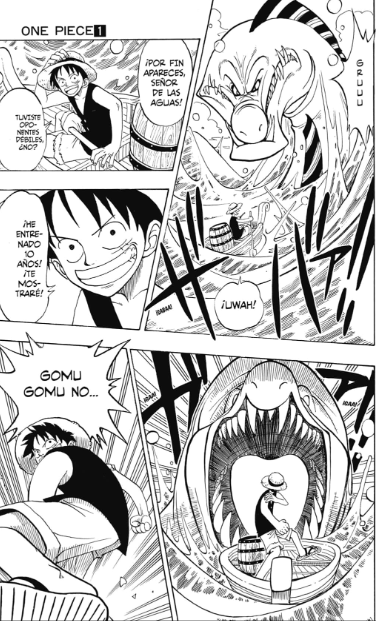 ONE PIECE 1
GRUU
¡UWAH!
¡POR FIN
APARECES,
SEÑOR
DE LAS
AGUAS!
TUVISTE
OPO-
NENTES
DÉBILES,
¿NO?
¡HE
ENTRE-
NADO
10
AÑOS!
¡TE
MOS-
TRARÉ!
GOMU
GOMU NO...